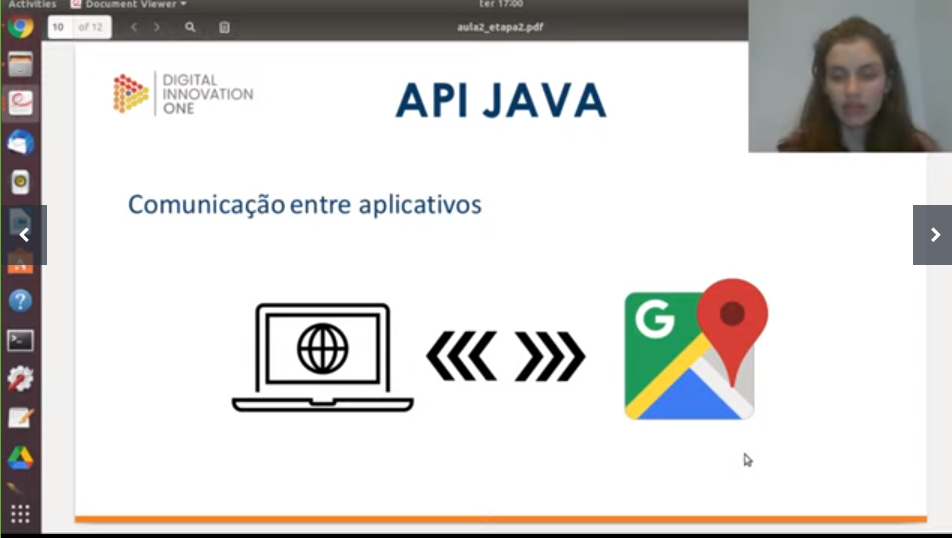 Activities Document Viewer ter 17:00
10 of 12 aula2_etapa2.pdf
DIGITAL
INNOVATION
ONE
API JAVA
Comunicação entre aplicativos
G